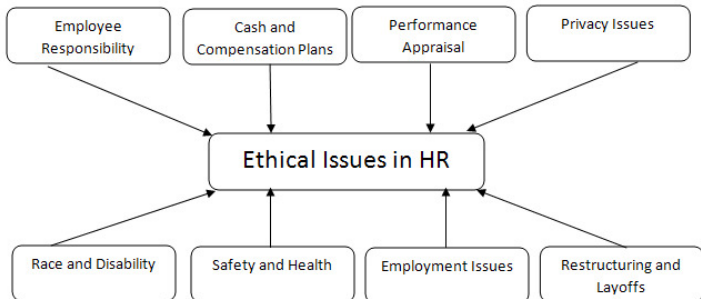 Employee
Responsibility
Cash and
Compensation Plans
Performance
Appraisal
Privacy Issues
Ethical Issues in HR
Race and Disability
Safety and Health
Employment Issues
Restructuring and
Layoffs